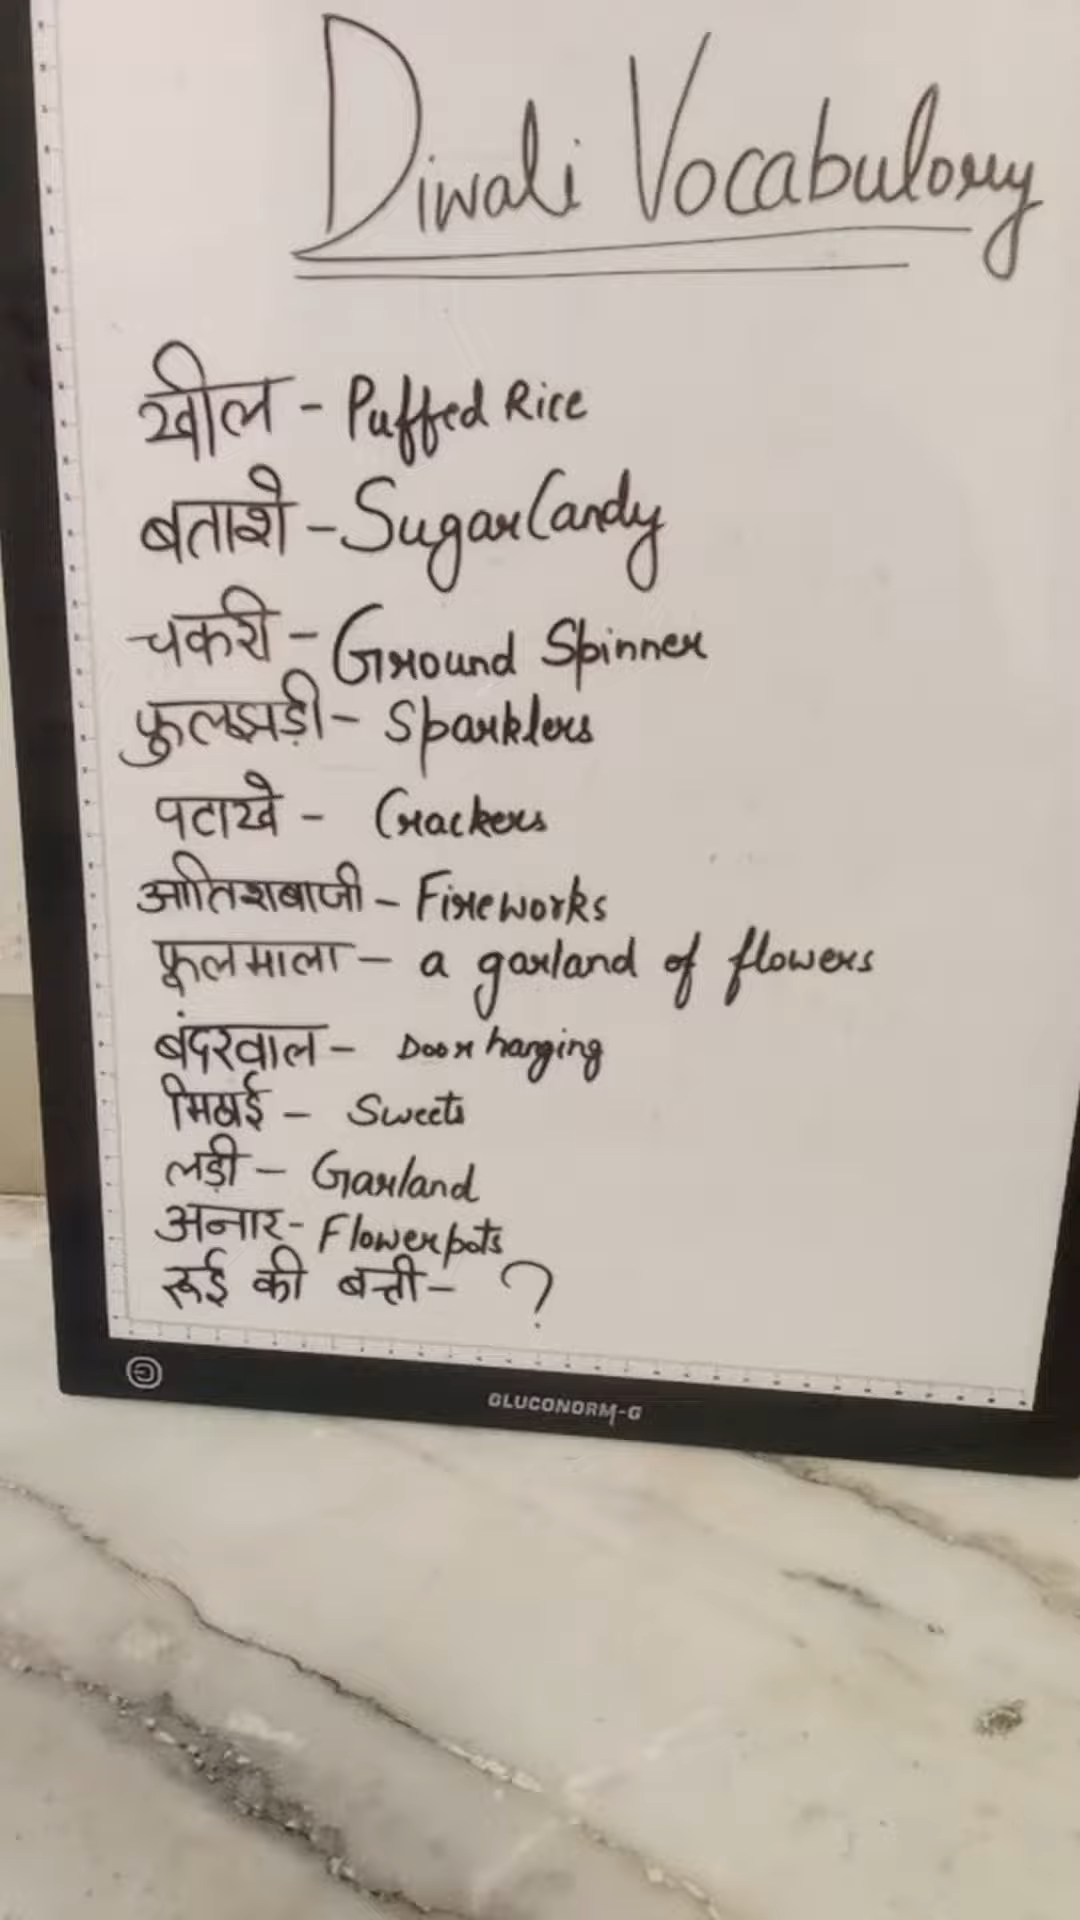 Diwali Vocabulary
खील - Puffed Rice
बताशे - Sugar Candy
चकरी - Ground Spinner
फुलझड़ी - Sparklers
पटाखे - Crackers
आतिशबाजी - Fireworks
फूलमाला - a garland of flowers
बंदरवाल - Door hanging
मिठाई - Sweets
लड़ी - Garland
अनार - Flowerpots
रूई की बत्ती - ?
GLUCONORM-G